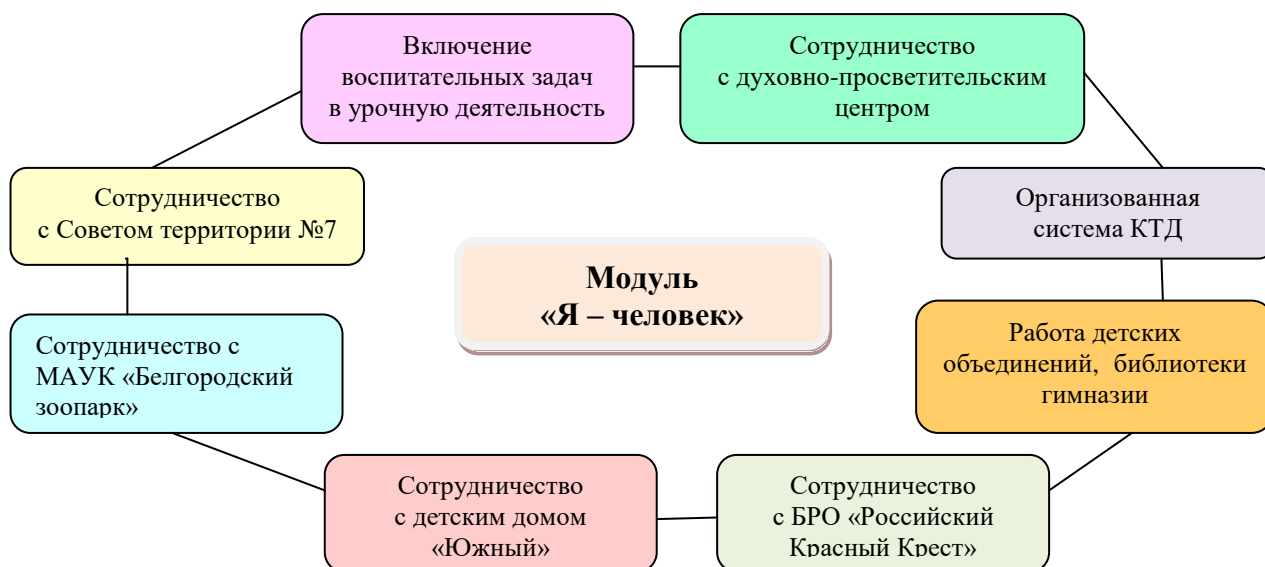 Включение
воспитательных задач
в урочную деятельность
Сотрудничество
с духовно-просветительским
центром
Сотрудничество
с Советом территории №7
Организованная
система КТД
Модуль
«Я – человек»
Сотрудничество с
МАУК «Белгородский
зоопарк»
Работа детских
объединений, библиотеки
гимназии
Сотрудничество
с детским домом
«Южный»
Сотрудничество
с БРО «Российский
Красный Крест»